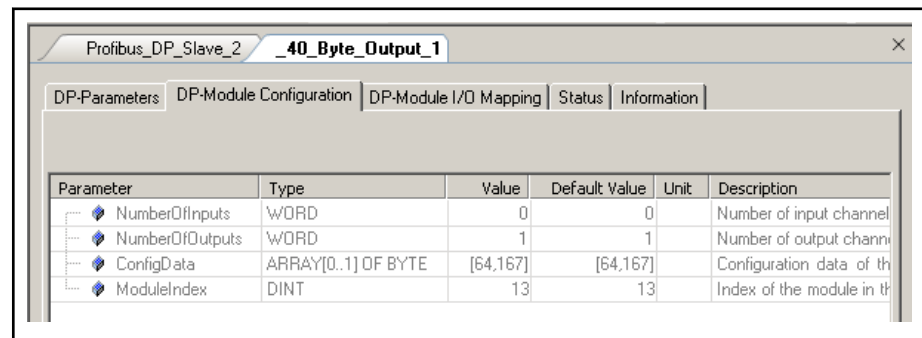 Profibus_DP_Slave_2 _40_Byte_Output_1
DP-Parameters DP-Module Configuration DP-Module I/O Mapping Status Information
Parameter Type Value Default Value Unit Description
NumberOfInputs WORD 0 0 Number of input channel
NumberOfOutputs WORD 1 1 Number of output chann
ConfigData ARRAY[0..1] OF BYTE [64,167] [64,167] Configuration data of th
ModuleIndex DINT 13 13 Index of the module in th